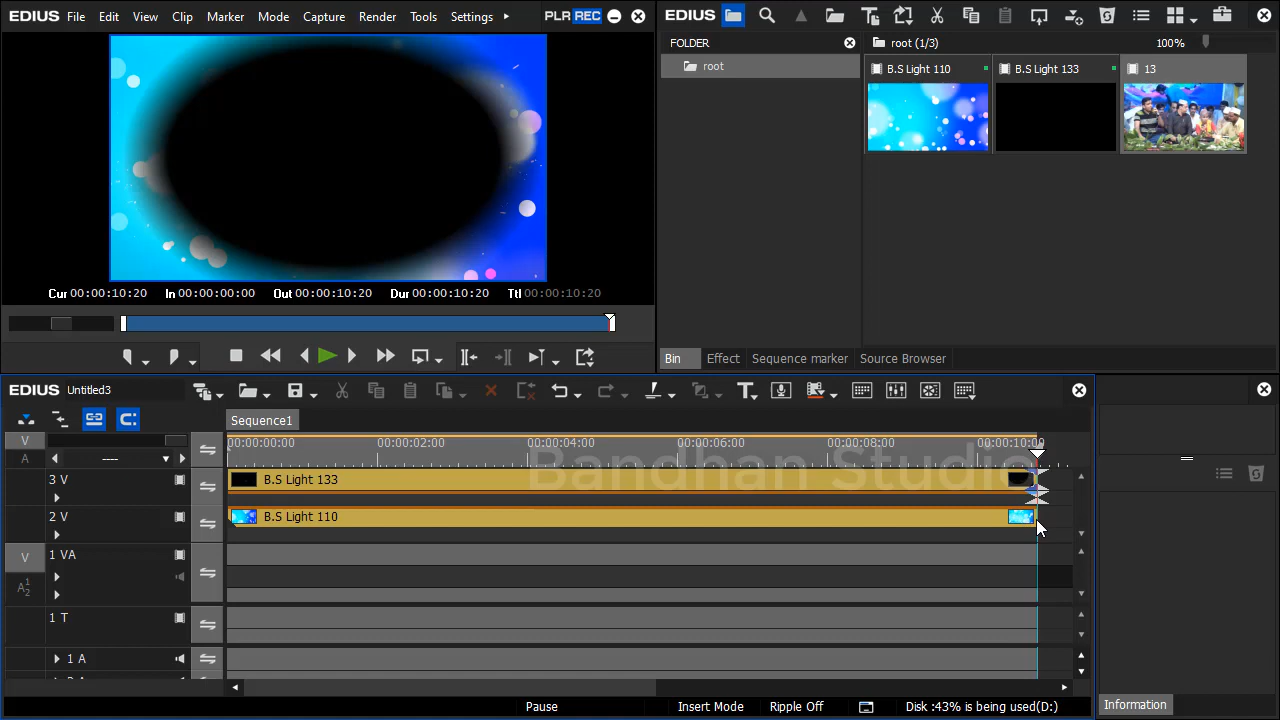 EDIUS File Edit View Clip Marker Mode Capture Render Tools Settings PLR REC
Cur 00:00:10:20 In 00:00:00:00 Out 00:00:10:20 Dur 00:00:10:20 Ttl 00:00:10:20
EDIUS
FOLDER
root
root (1/3) 100%
B.S Light 110 B.S Light 133 13
Bin Effect Sequence marker Source Browser
EDIUS Untitled3
Sequence1
V
A ----
00:00:00:00 00:00:02:00 00:00:04:00 00:00:06:00 00:00:08:00 00:00:10:00
Bandhan Studio
3 V B.S Light 133
2 V B.S Light 110
V 1 VA
1 T
1 A
Pause Insert Mode Ripple Off Disk :43% is being used(D:)
Information